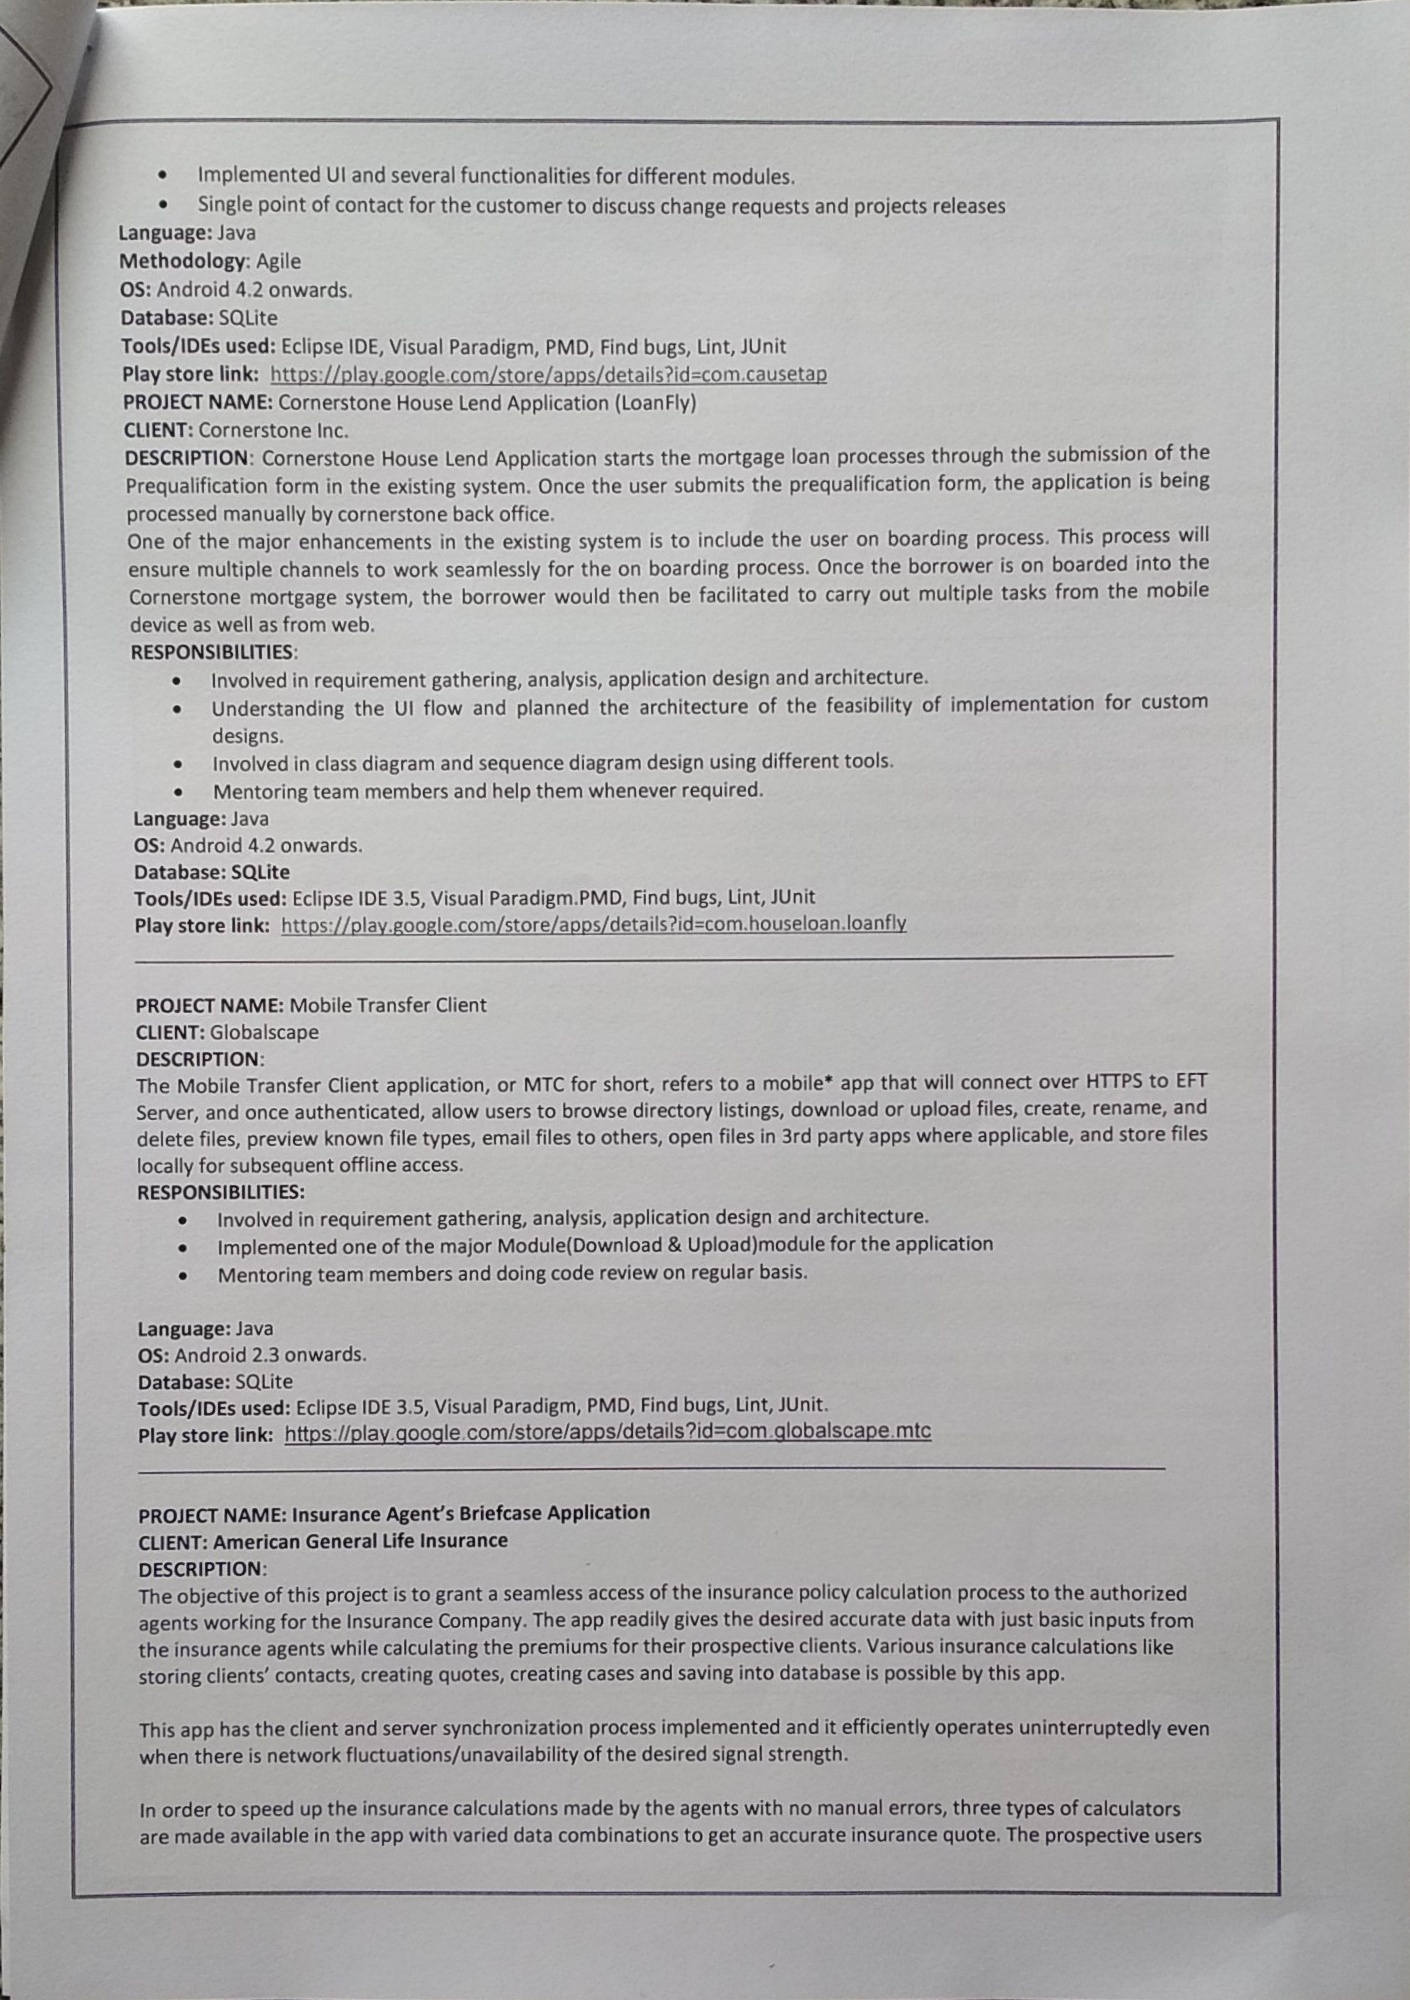 • Implemented UI and several functionalities for different modules.
• Single point of contact for the customer to discuss change requests and projects releases
Language: Java
Methodology: Agile
OS: Android 4.2 onwards.
Database: SQLite
Tools/IDEs used: Eclipse IDE, Visual Paradigm, PMD, Find bugs, Lint, JUnit
Play store link: https://play.google.com/store/apps/details?id=com.causetap
PROJECT NAME: Cornerstone House Lend Application (LoanFly)
CLIENT: Cornerstone Inc.
DESCRIPTION: Cornerstone House Lend Application starts the mortgage loan processes through the submission of the
Prequalification form in the existing system. Once the user submits the prequalification form, the application is being
processed manually by cornerstone back office.
One of the major enhancements in the existing system is to include the user on boarding process. This process will
ensure multiple channels to work seamlessly for the on boarding process. Once the borrower is on boarded into the
Cornerstone mortgage system, the borrower would then be facilitated to carry out multiple tasks from the mobile
device as well as from web.
RESPONSIBILITIES:
• Involved in requirement gathering, analysis, application design and architecture.
• Understanding the UI flow and planned the architecture of the feasibility of implementation for custom
designs.
• Involved in class diagram and sequence diagram design using different tools.
• Mentoring team members and help them whenever required.
Language: Java
OS: Android 4.2 onwards.
Database: SQLite
Tools/IDEs used: Eclipse IDE 3.5, Visual Paradigm.PMD, Find bugs, Lint, JUnit
Play store link: https://play.google.com/store/apps/details?id=com.houseloan.loanfly
PROJECT NAME: Mobile Transfer Client
CLIENT: Globalscape
DESCRIPTION:
The Mobile Transfer Client application, or MTC for short, refers to a mobile* app that will connect over HTTPS to EFT
Server, and once authenticated, allow users to browse directory listings, download or upload files, create, rename, and
delete files, preview known file types, email files to others, open files in 3rd party apps where applicable, and store files
locally for subsequent offline access.
RESPONSIBILITIES:
• Involved in requirement gathering, analysis, application design and architecture.
• Implemented one of the major Module(Download & Upload)module for the application
• Mentoring team members and doing code review on regular basis.
Language: Java
OS: Android 2.3 onwards.
Database: SQLite
Tools/IDEs used: Eclipse IDE 3.5, Visual Paradigm, PMD, Find bugs, Lint, JUnit.
Play store link: https://play.google.com/store/apps/details?id=com.globalscape.mtc
PROJECT NAME: Insurance Agent's Briefcase Application
CLIENT: American General Life Insurance
DESCRIPTION:
The objective of this project is to grant a seamless access of the insurance policy calculation process to the authorized
agents working for the Insurance Company. The app readily gives the desired accurate data with just basic inputs from
the insurance agents while calculating the premiums for their prospective clients. Various insurance calculations like
storing clients' contacts, creating quotes, creating cases and saving into database is possible by this app.
This app has the client and server synchronization process implemented and it efficiently operates uninterruptedly even
when there is network fluctuations/unavailability of the desired signal strength.
In order to speed up the insurance calculations made by the agents with no manual errors, three types of calculators
are made available in the app with varied data combinations to get an accurate insurance quote. The prospective users